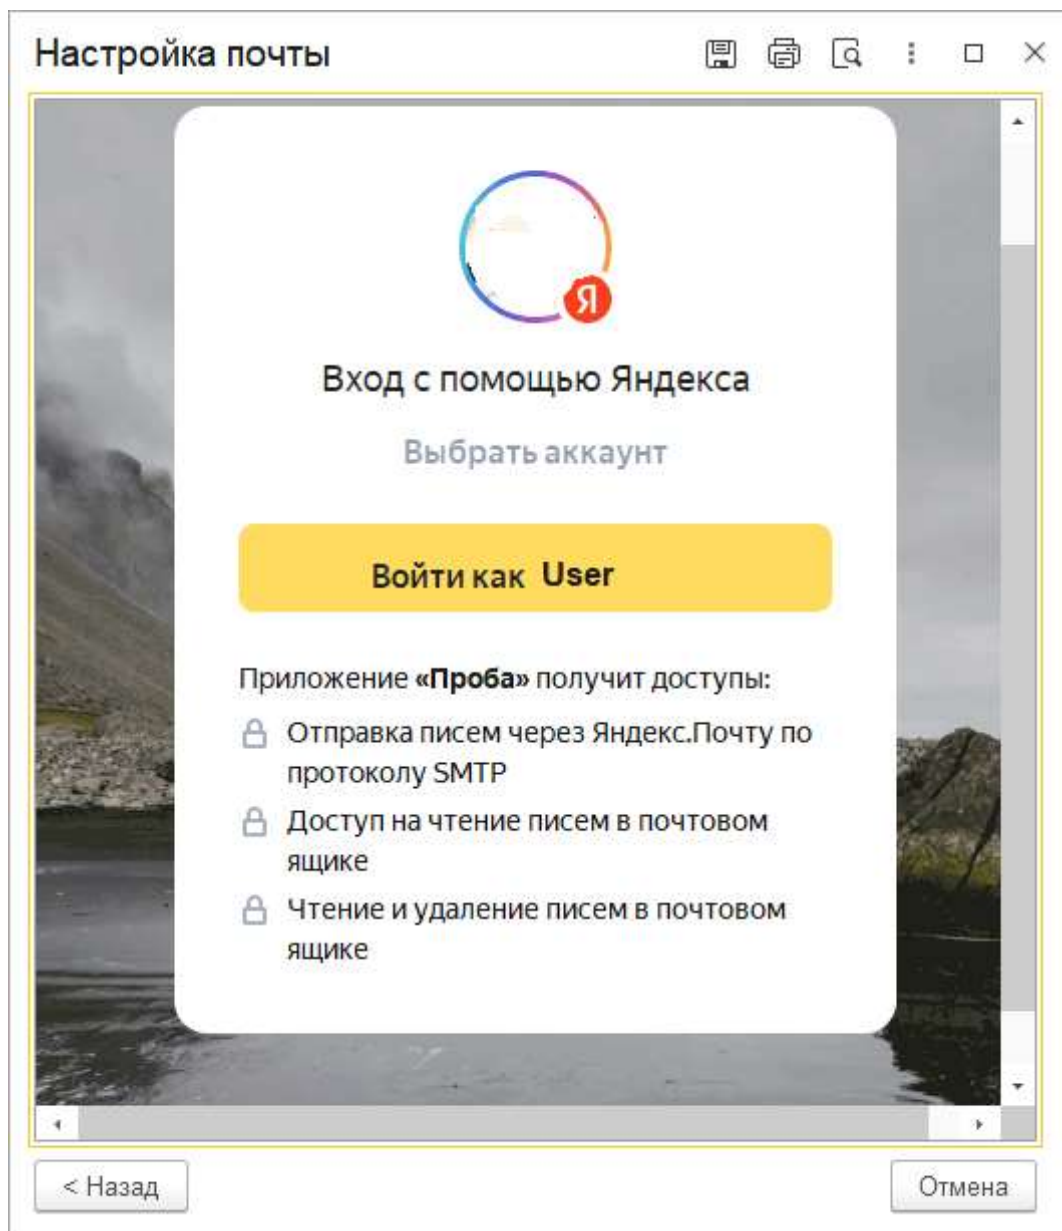 Настройка почты
Я
Вход с помощью Яндекса
Выбрать аккаунт
Войти как User
Приложение «Проба» получит доступы:
Отправка писем через Яндекс.Почту по
протоколу SMTP
Доступ на чтение писем в почтовом
ящике
Чтение и удаление писем в почтовом
ящике
< Назад
Отмена